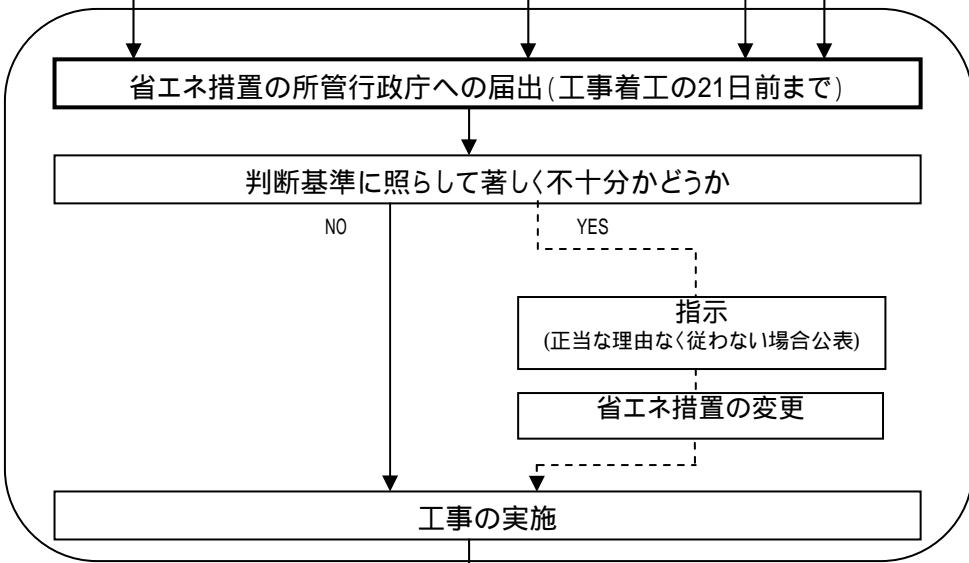 省エネ措置の所管行政庁への届出(工事着工の21日前まで)
判断基準に照らして著しく不十分かどうか
NO YES
指示
(正当な理由なく従わない場合公表)
省エネ措置の変更
工事の実施